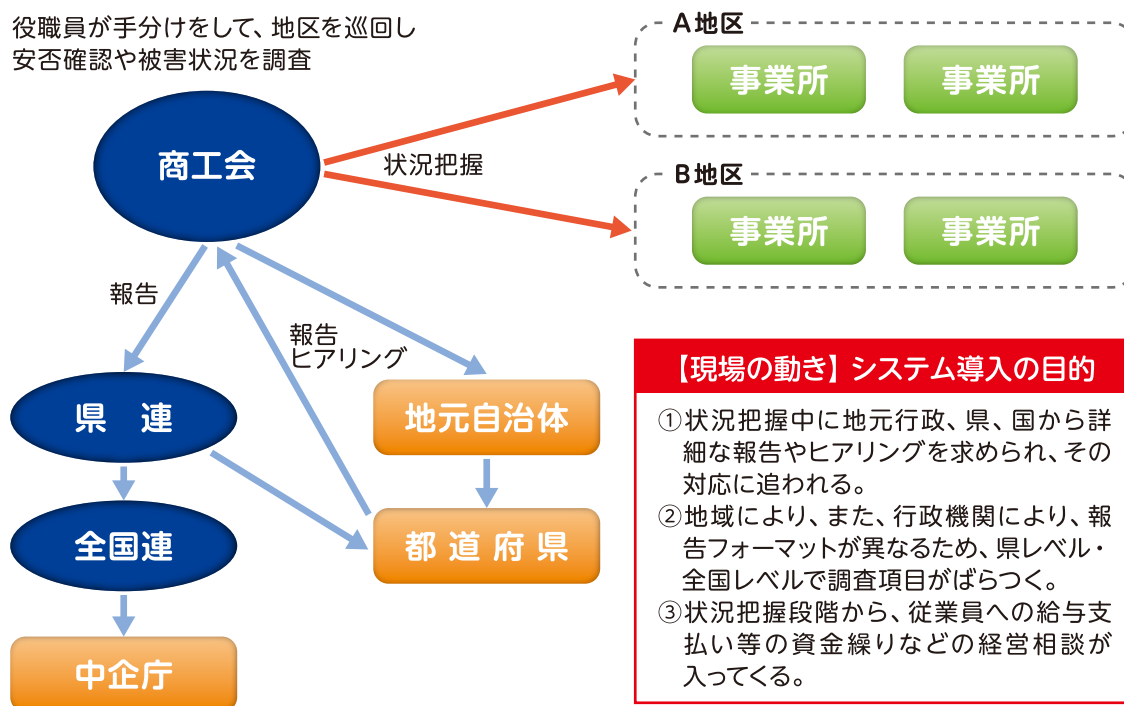 役職員が手分けをして、地区を巡回し
安否確認や被害状況を調査
商工会
状況把握
A地区
事業所
事業所
B地区
事業所
事業所
報告
報告
ヒアリング
県 連
地元自治体
全国連
都道府県
中企庁
【現場の動き】システム導入の目的
①状況把握中に地元行政、県、国から詳
細な報告やヒアリングを求められ、その
対応に追われる。
②地域により、また、行政機関により、報
告フォーマットが異なるため、県レベル・
全国レベルで調査項目がばらつく。
③状況把握段階から、従業員への給与支
払い等の資金繰りなどの経営相談が
入ってくる。